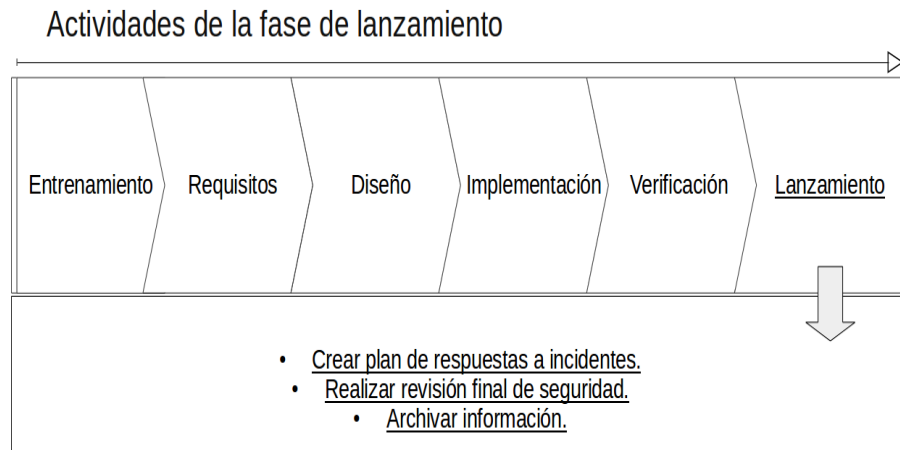 Actividades de la fase de lanzamiento
Entrenamiento
Requisitos
Diseño
Implementación
Verificación
Lanzamiento
• Crear plan de respuestas a incidentes.
• Realizar revisión final de seguridad.
• Archivar información.